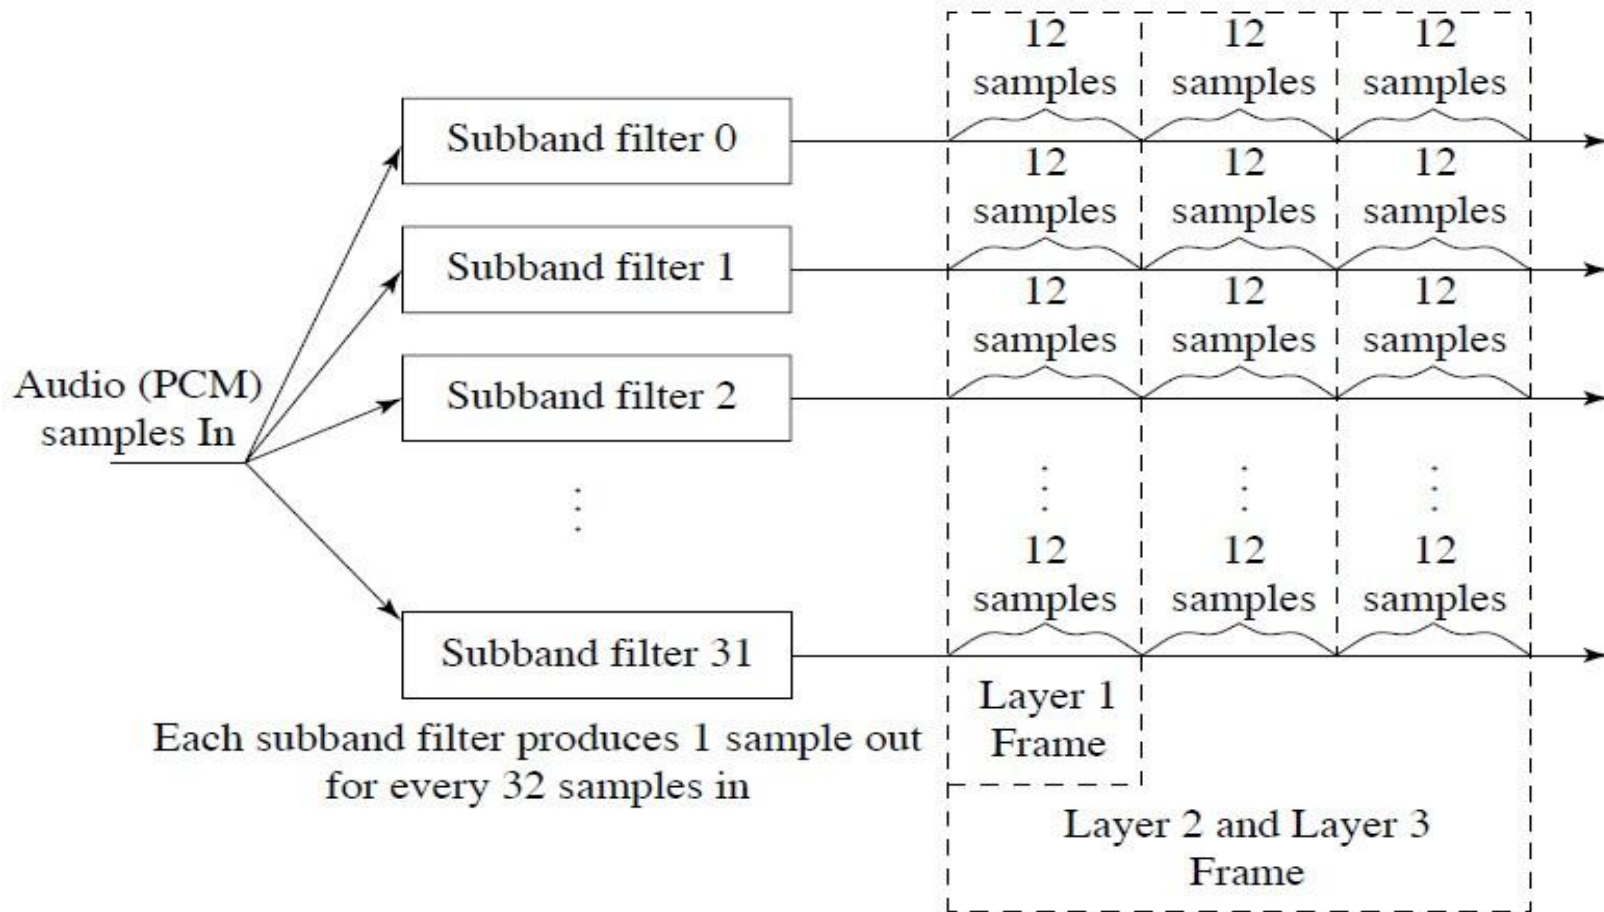 12 12 12
samples samples samples
Subband filter 0
12 12 12
samples samples samples
Subband filter 1
12 12 12
samples samples samples
Audio (PCM)
samples In
Subband filter 2
12 12 12
samples samples samples
Subband filter 31
Each subband filter produces 1 sample out
for every 32 samples in
Layer 1
Frame
Layer 2 and Layer 3
Frame